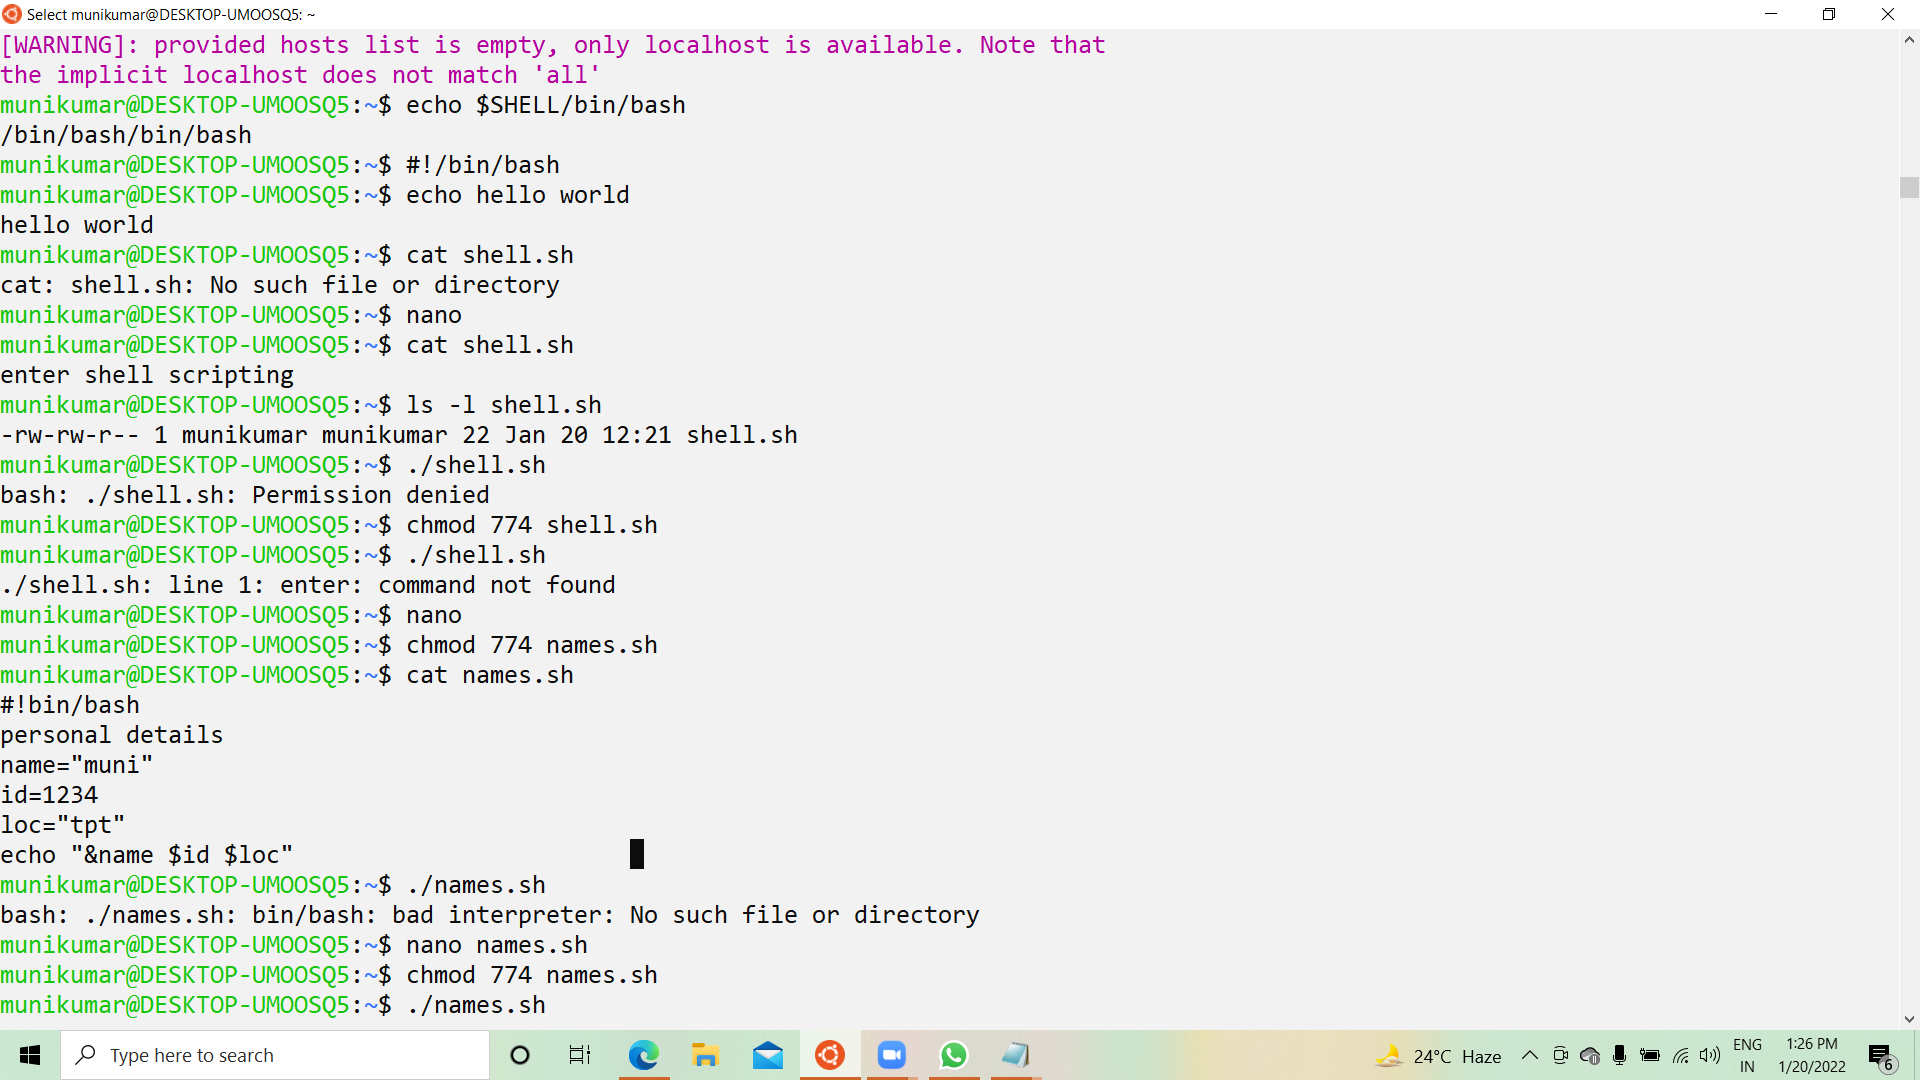 Select munikumar@DESKTOP-UMOOSQ5: ~
[WARNING]: provided hosts list is empty, only localhost is available. Note that
the implicit localhost does not match 'all'
munikumar@DESKTOP-UMOOSQ5:~$ echo $SHELL/bin/bash
/bin/bash/bin/bash
munikumar@DESKTOP-UMOOSQ5:~$ #!/bin/bash
munikumar@DESKTOP-UMOOSQ5:~$ echo hello world
hello world
munikumar@DESKTOP-UMOOSQ5:~$ cat shell.sh
cat: shell.sh: No such file or directory
munikumar@DESKTOP-UMOOSQ5:~$ nano
munikumar@DESKTOP-UMOOSQ5:~$ cat shell.sh
enter shell scripting
munikumar@DESKTOP-UMOOSQ5:~$ ls -l shell.sh
-rw-rw-r-- 1 munikumar munikumar 22 Jan 20 12:21 shell.sh
munikumar@DESKTOP-UMOOSQ5:~$ ./shell.sh
bash: ./shell.sh: Permission denied
munikumar@DESKTOP-UMOOSQ5:~$ chmod 774 shell.sh
munikumar@DESKTOP-UMOOSQ5:~$ ./shell.sh
./shell.sh: line 1: enter: command not found
munikumar@DESKTOP-UMOOSQ5:~$ nano
munikumar@DESKTOP-UMOOSQ5:~$ chmod 774 names.sh
munikumar@DESKTOP-UMOOSQ5:~$ cat names.sh
#!bin/bash
personal details
name="muni"
id=1234
loc="tpt"
echo "&name $id $loc"
munikumar@DESKTOP-UMOOSQ5:~$ ./names.sh
bash: ./names.sh: bin/bash: bad interpreter: No such file or directory
munikumar@DESKTOP-UMOOSQ5:~$ nano names.sh
munikumar@DESKTOP-UMOOSQ5:~$ chmod 774 names.sh
munikumar@DESKTOP-UMOOSQ5:~$ ./names.sh
Type here to search
24°C Haze
ENG
IN
1:26 PM
1/20/2022
6